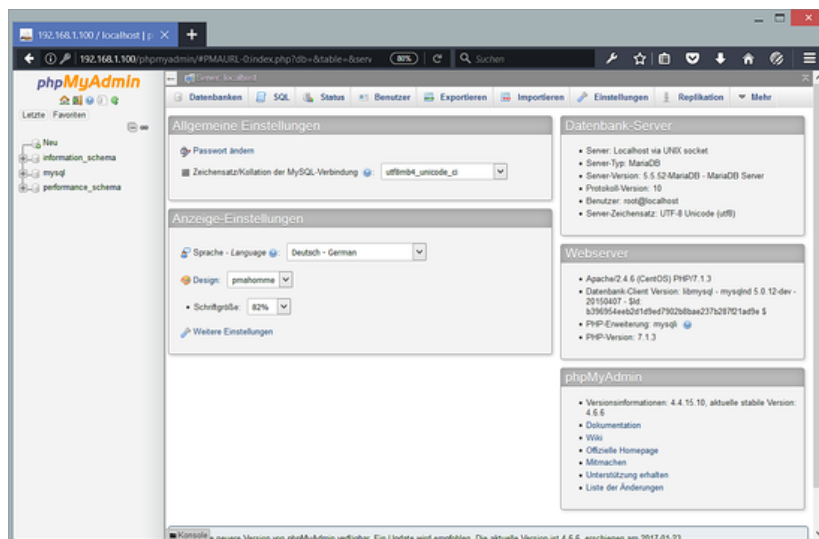 192.168.1.100 / localhost | p
192.168.1.100/phpmyadmin/#PMAURL-0:index.php?db=&table=&serv
80%
Suchen
phpMyAdmin
Letzte Favoriten
Neu
information_schema
mysql
performance_schema
Server: localhost
Datenbanken SQL Status Benutzer Exportieren Importieren Einstellungen Replikation Mehr
Allgemeine Einstellungen
Passwort ändern
Zeichensatz/Kollation der MySQL-Verbindung : utf8mb4_unicode_ci
Anzeige-Einstellungen
Sprache - Language : Deutsch - German
Design: pmahomme
Schriftgröße: 82%
Weitere Einstellungen
Datenbank-Server
Server: Localhost via UNIX socket
Server-Typ: MariaDB
Server-Version: 5.5.52-MariaDB - MariaDB Server
Protokoll-Version: 10
Benutzer: root@localhost
Server-Zeichensatz: UTF-8 Unicode (utf8)
Webserver
Apache/2.4.6 (CentOS) PHP/7.1.3
Datenbank-Client Version: libmysql - mysqlnd 5.0.12-dev -
20150407 - $Id:
PHP-Erweiterung: mysqli
PHP-Version: 7.1.3
phpMyAdmin
Versionsinformationen: 4.4.15.10, aktuelle stabile Version:
4.6.6
Dokumentation
Wiki
Offizielle Homepage
Mitmachen
Unterstützung erhalten
Liste der Änderungen
Konsole
neuere Version von phpMyAdmin verfügbar. Ein Update wird empfohlen. Die aktuelle Version ist 4.6.6, erschienen am 2017-01-23.